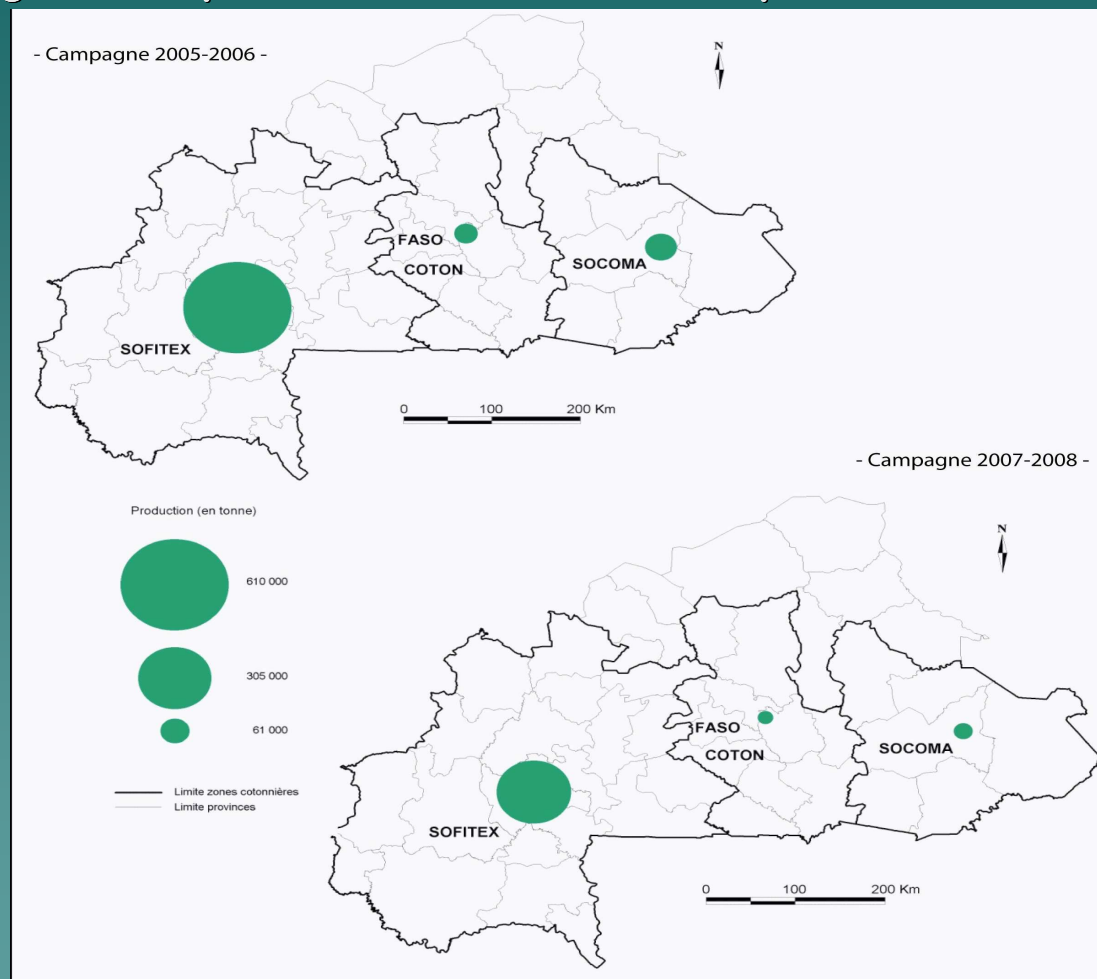 - Campagne 2005-2006 -
N
FASO
COTON
SOCOMA
SOFITEX
0 100 200 Km
- Campagne 2007-2008 -
Production (en tonne)
610 000
305 000
61 000
Limite zones cotonnières
Limite provinces
N
FASO
COTON
SOCOMA
SOFITEX
0 100 200 Km